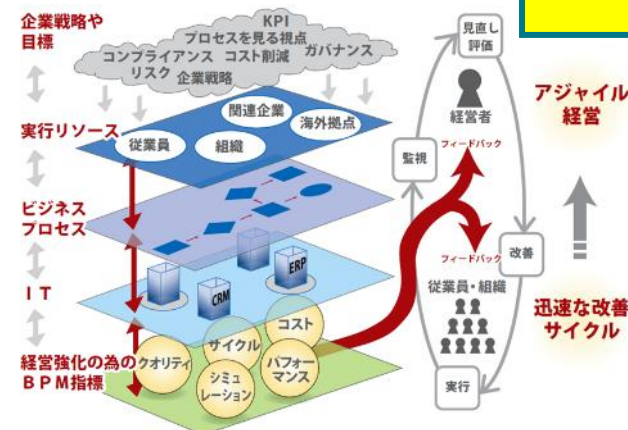 企業戦略や
目標
実行リソース
ビジネス
プロセス
IT
経営強化の為の
BPM指標
KPI
プロセスを見る視点
コンプライアンス コスト削減 ガバナンス
リスク 企業戦略
関連企業
海外拠点
従業員
組織
ERP
CRM
コスト
サイクル
クオリティ
パフォー
マンス
シミュ
レーション
見直し
評価
経営者
監視
フィードバック
フィードバック
改善
従業員・組織
実行
アジャイル
経営
迅速な改善
サイクル